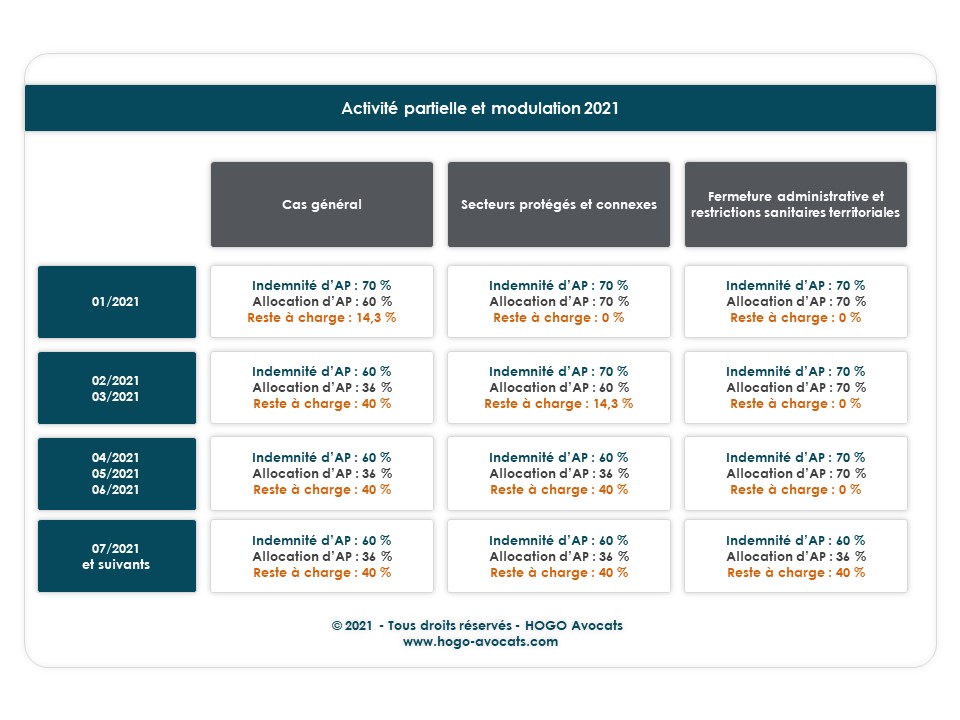 Activité partielle et modulation 2021
Cas général
Secteurs protégés et connexes
Fermeture administrative et
restrictions sanitaires territoriales
01/2021
Indemnité d'AP : 70 %
Allocation d'AP : 60 %
Reste à charge : 14,3 %
Indemnité d'AP : 70 %
Allocation d'AP : 70 %
Reste à charge : 0 %
Indemnité d'AP : 70 %
Allocation d'AP : 70 %
Reste à charge : 0 %
02/2021
03/2021
Indemnité d'AP : 60 %
Allocation d'AP : 36 %
Reste à charge : 40 %
Indemnité d'AP : 70 %
Allocation d'AP : 60 %
Reste à charge : 14,3 %
Indemnité d'AP : 70 %
Allocation d'AP : 70 %
Reste à charge : 0 %
04/2021
05/2021
06/2021
Indemnité d'AP : 60 %
Allocation d'AP : 36 %
Reste à charge : 40 %
Indemnité d'AP : 60 %
Allocation d'AP : 36 %
Reste à charge : 40 %
Indemnité d'AP : 70 %
Allocation d'AP : 70 %
Reste à charge : 0 %
07/2021
et suivants
Indemnité d'AP : 60 %
Allocation d'AP : 36 %
Reste à charge : 40 %
Indemnité d'AP : 60 %
Allocation d'AP : 36 %
Reste à charge : 40 %
Indemnité d'AP : 60 %
Allocation d'AP : 36 %
Reste à charge : 40 %
© 2021 - Tous droits réservés - HOGO Avocats
www.hogo-avocats.com